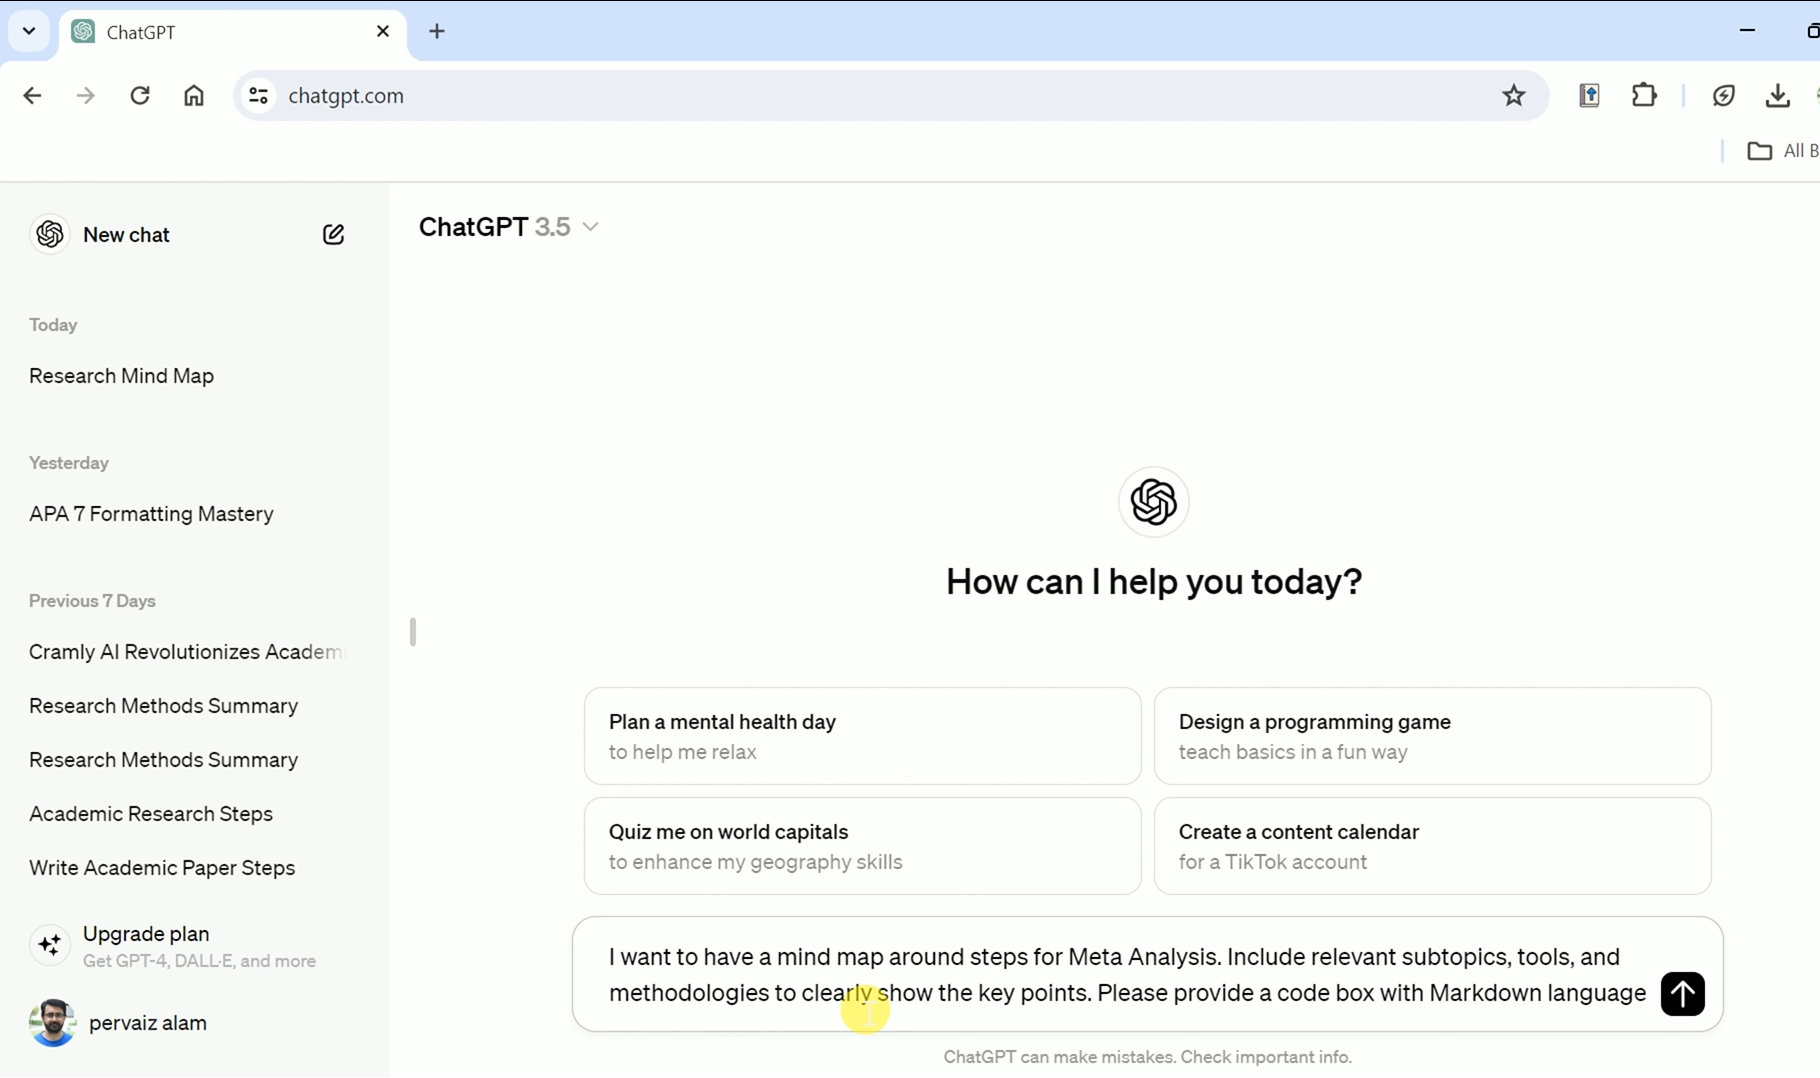 ChatGPT
chatgpt.com
All B
New chat
ChatGPT 3.5
Today
Research Mind Map
Yesterday
APA 7 Formatting Mastery
Previous 7 Days
Cramly AI Revolutionizes Academ
Research Methods Summary
Research Methods Summary
Academic Research Steps
Write Academic Paper Steps
Upgrade plan
Get GPT-4, DALL·E, and more
pervaiz alam
How can I help you today?
Plan a mental health day
to help me relax
Design a programming game
teach basics in a fun way
Quiz me on world capitals
to enhance my geography skills
Create a content calendar
for a TikTok account
I want to have a mind map around steps for Meta Analysis. Include relevant subtopics, tools, and
methodologies to clearly show the key points. Please provide a code box with Markdown language
ChatGPT can make mistakes. Check important info.